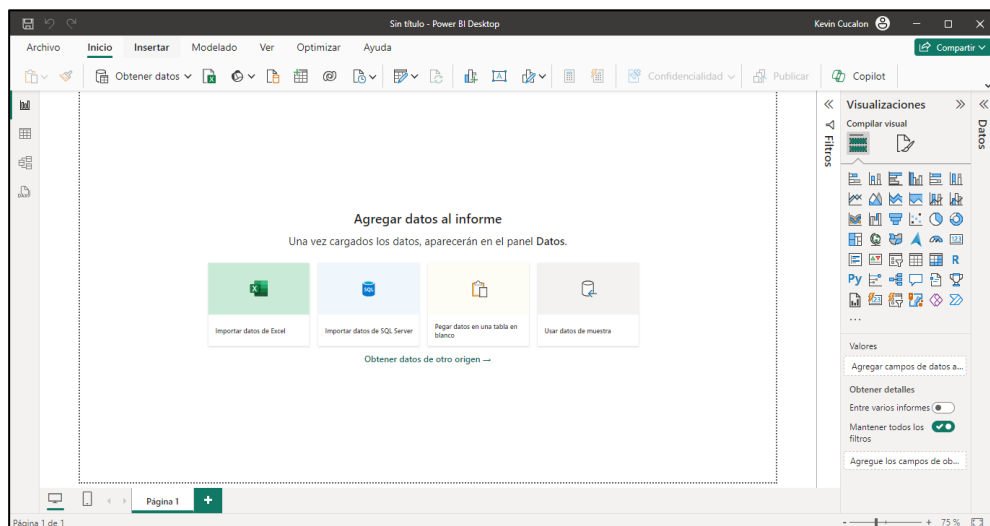 Sin título - Power BI Desktop
Kevin Cucalon
Archivo Inicio Insertar Modelado Ver Optimizar Ayuda
Compartir
Obtener datos
Confidencialidad
Publicar
Copilot
Filtros
Visualizaciones
Datos
Compilar visual
Agregar datos al informe
Una vez cargados los datos, aparecerán en el panel Datos.
SQL
Importar datos de Excel
Importar datos de SQL Server
Pegar datos en una tabla en
blanco
Usar datos de muestra
Obtener datos de otro origen →
123
R
Py
...
Valores
Agregar campos de datos a...
Obtener detalles
Entre varios informes
Mantener todos los
filtros
Agregue los campos de ob...
Página 1
+
Página 1 de 1
- + 75 %